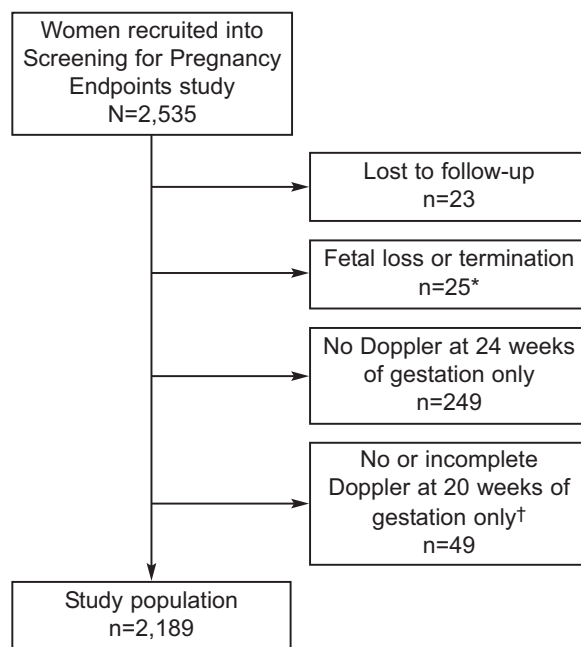 Women recruited into
Screening for Pregnancy
Endpoints study
N=2,535
Lost to follow-up
n=23
Fetal loss or termination
n=25*
No Doppler at 24 weeks
of gestation only
n=249
No or incomplete
Doppler at 20 weeks of
gestation only†
n=49
Study population
n=2,189